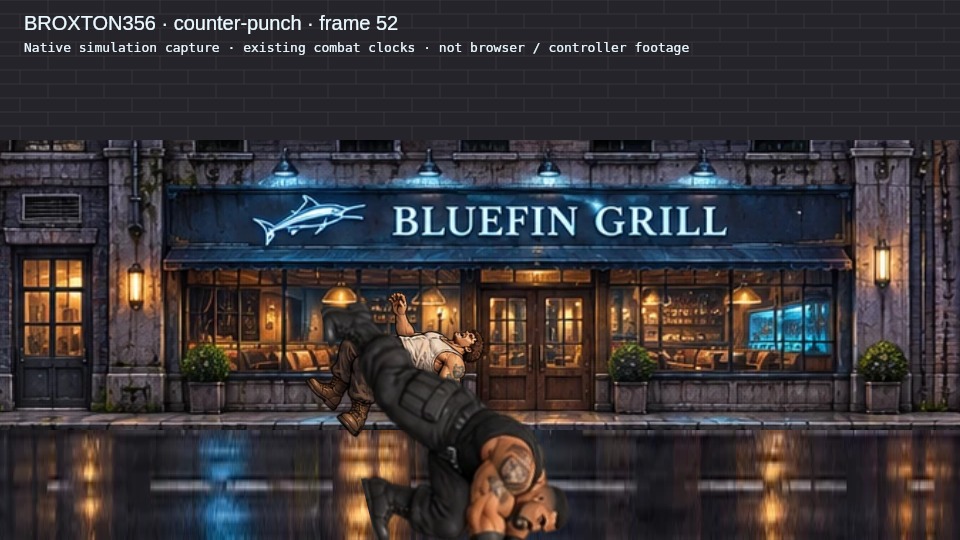 BROXTON356 · counter-punch · frame 52
Native simulation capture · existing combat clocks · not browser / controller footage
BLUEFIN GRILL